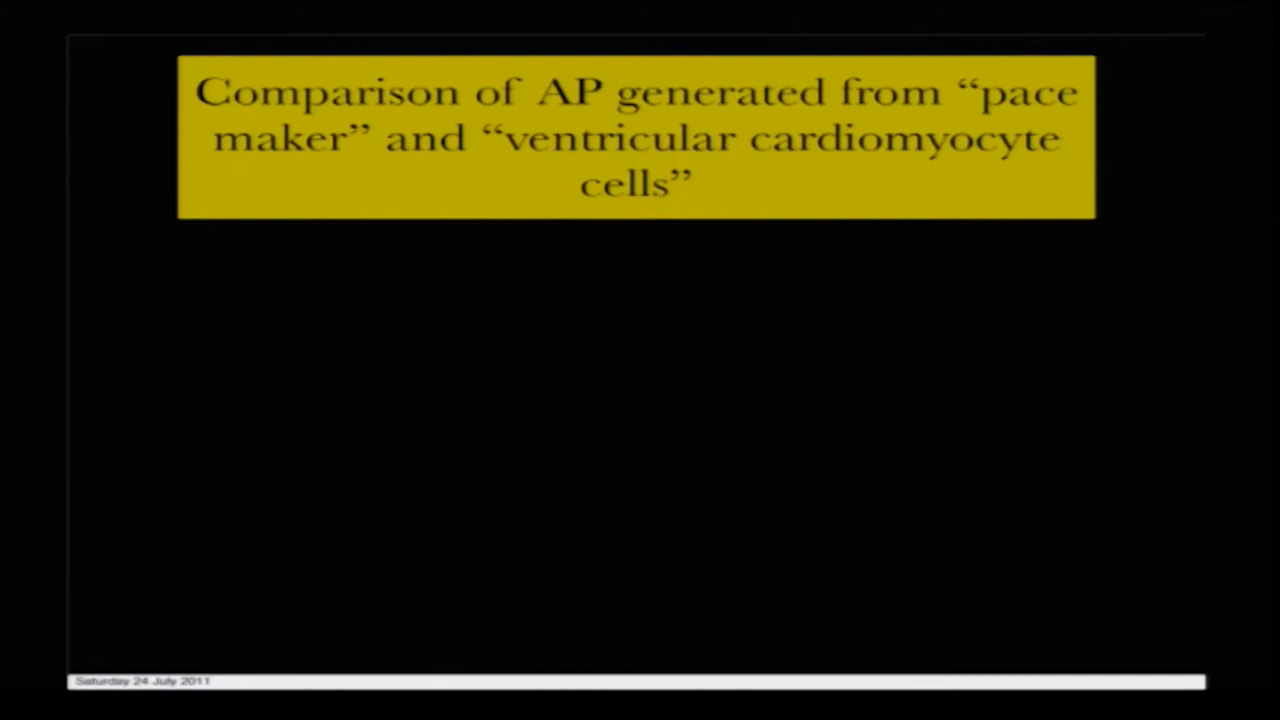 Comparison of AP generated from “pace
maker” and “ventricular cardiomyocyte
cells”
Saturday 24 July 2011